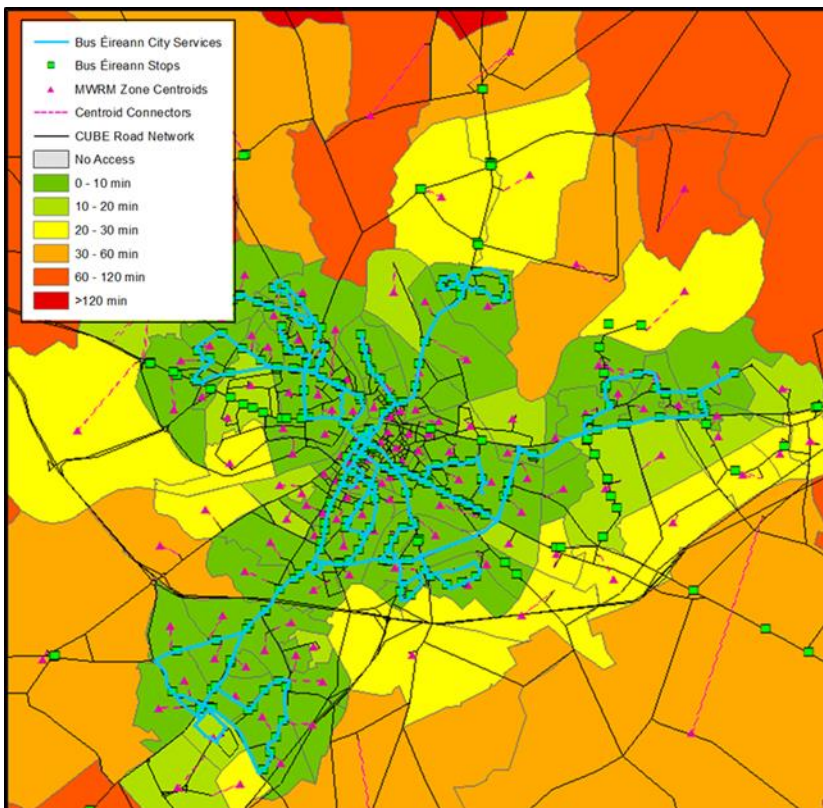 Bus Éireann City Services
Bus Éireann Stops
MWRM Zone Centroids
Centroid Connectors
CUBE Road Network
No Access
0 - 10 min
10 - 20 min
20 - 30 min
30 - 60 min
60 - 120 min
>120 min